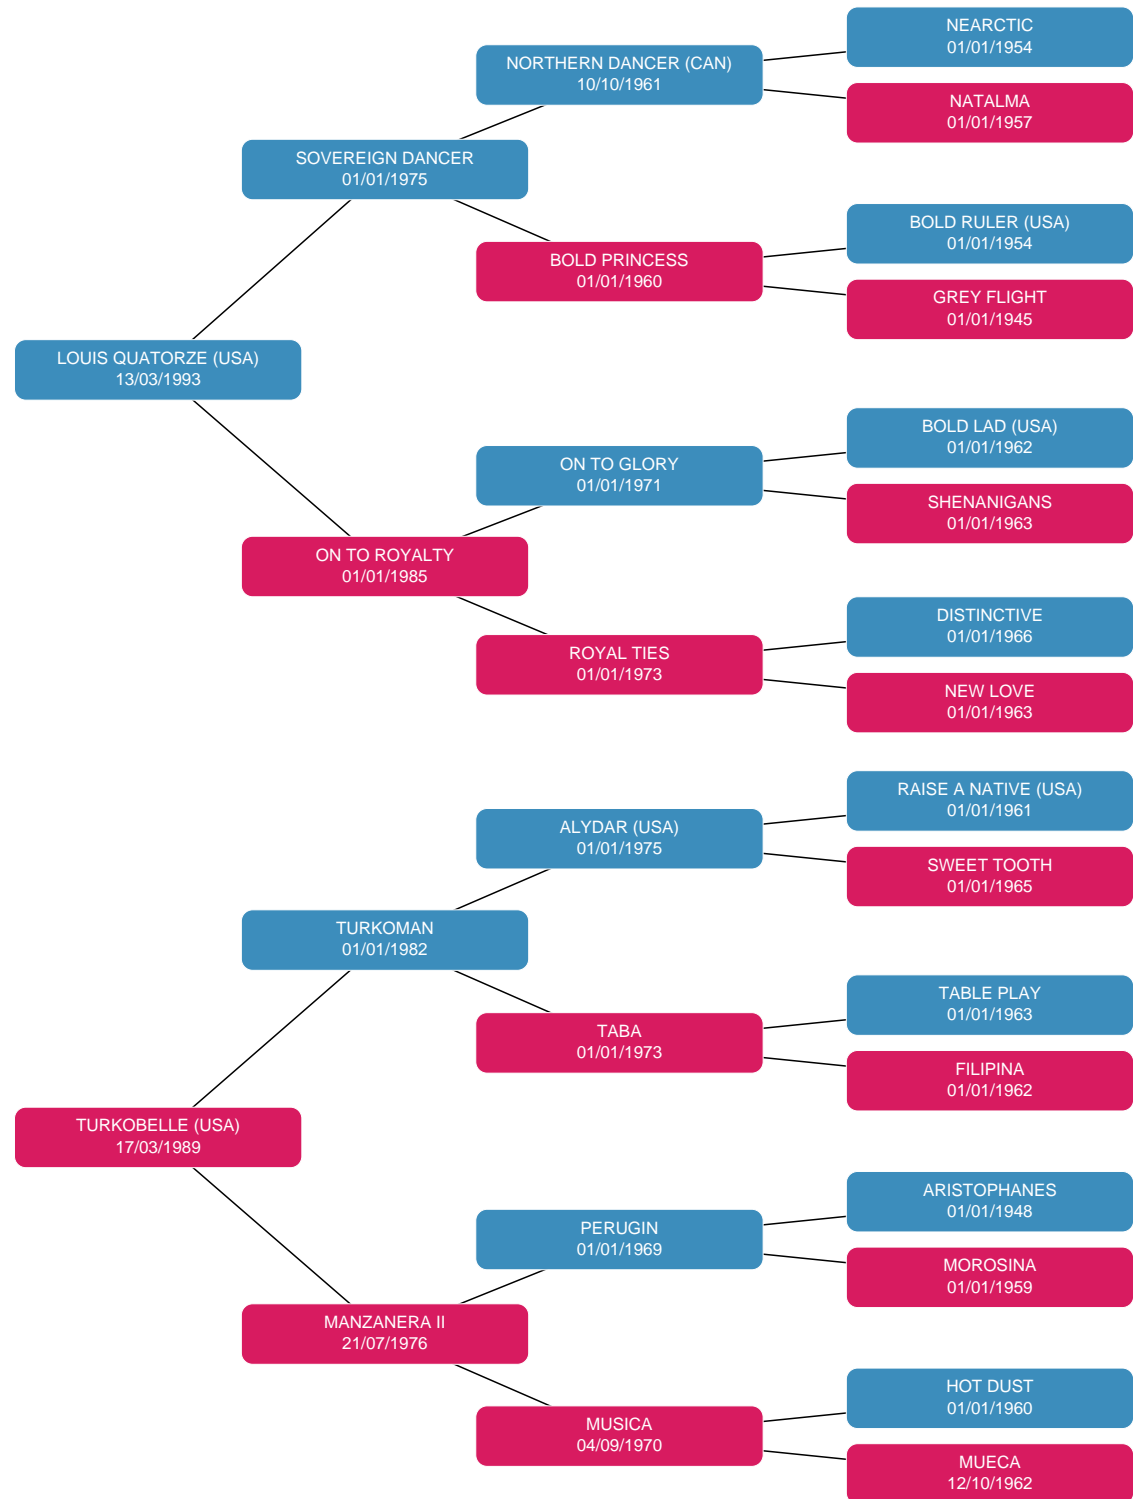 NEARCTIC
01/01/1954
NORTHERN DANCER (CAN)
10/10/1961
NATALMA
01/01/1957
SOVEREIGN DANCER
01/01/1975
BOLD RULER (USA)
01/01/1954
BOLD PRINCESS
01/01/1960
GREY FLIGHT
01/01/1945
LOUIS QUATORZE (USA)
13/03/1993
BOLD LAD (USA)
01/01/1962
ON TO GLORY
01/01/1971
SHENANIGANS
01/01/1963
ON TO ROYALTY
01/01/1985
DISTINCTIVE
01/01/1966
ROYAL TIES
01/01/1973
NEW LOVE
01/01/1963
RAISE A NATIVE (USA)
01/01/1961
ALYDAR (USA)
01/01/1975
SWEET TOOTH
01/01/1965
TURKOMAN
01/01/1982
TABLE PLAY
01/01/1963
TABA
01/01/1973
FILIPINA
01/01/1962
TURKOBELLE (USA)
17/03/1989
ARISTOPHANES
01/01/1948
PERUGIN
01/01/1969
MOROSINA
01/01/1959
MANZANERA II
21/07/1976
HOT DUST
01/01/1960
MUSICA
04/09/1970
MUECA
12/10/1962